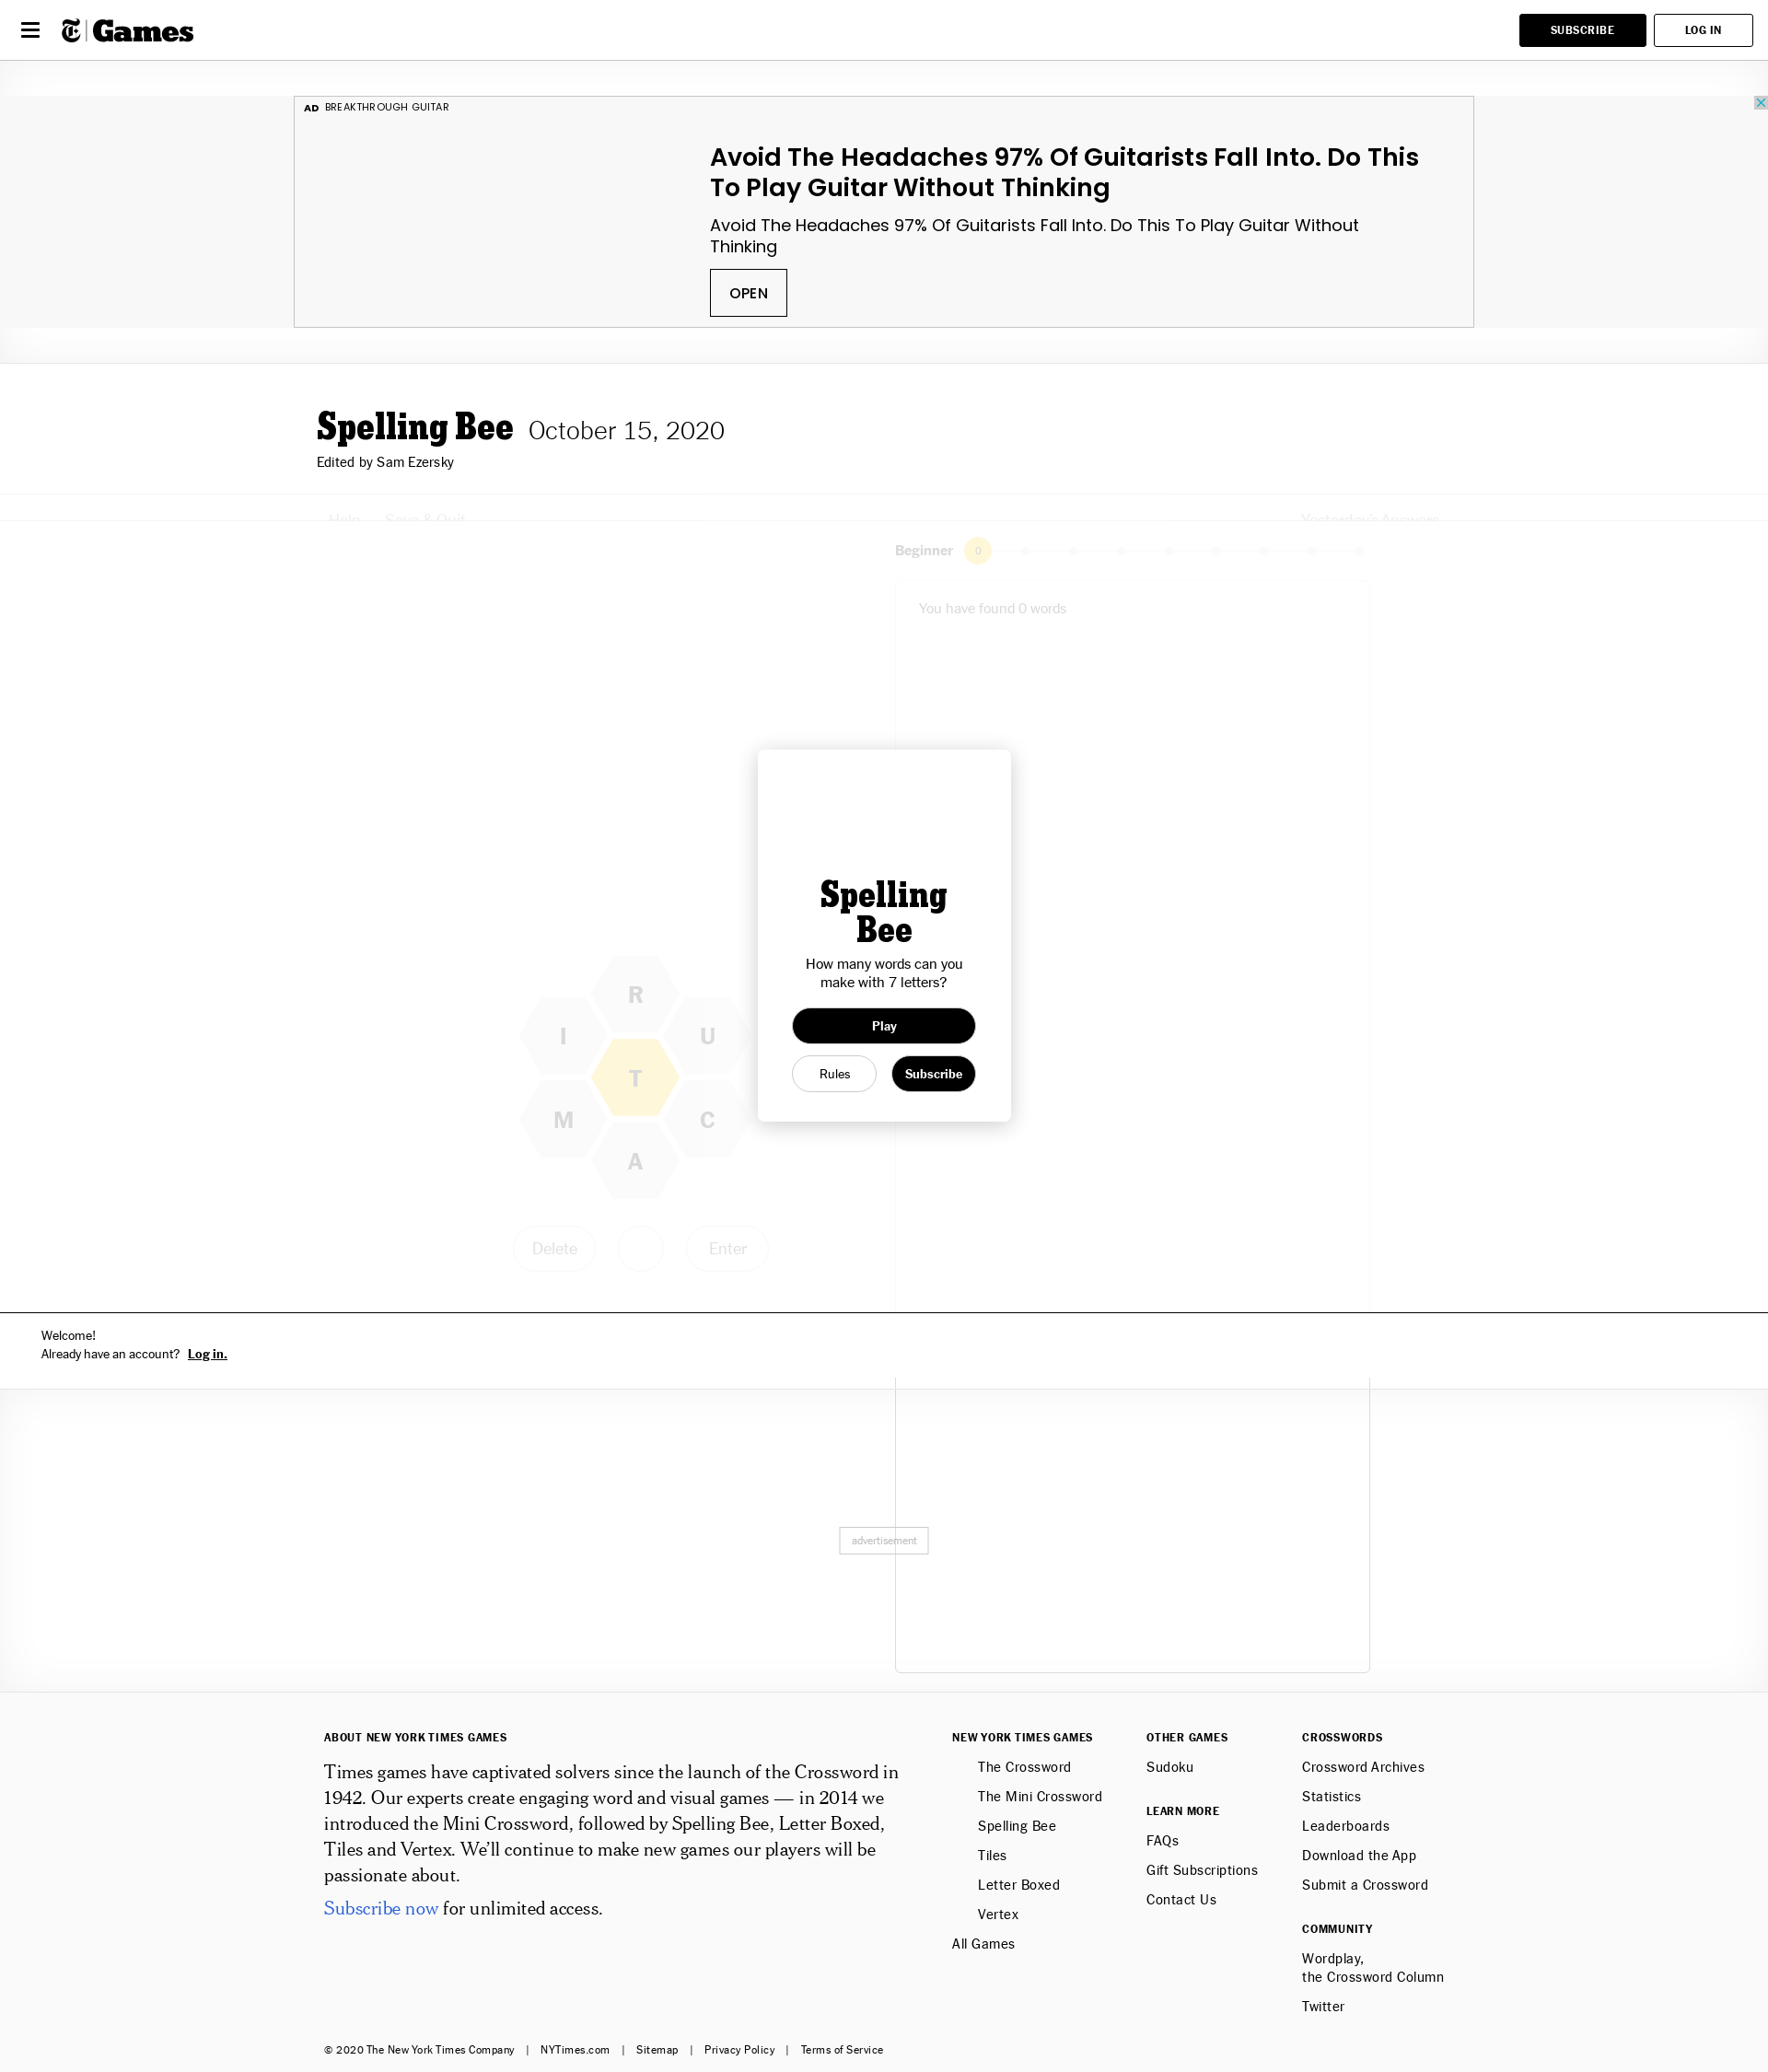 Games
SUBSCRIBE
LOG IN
AD BREAKTHROUGH GUITAR
Avoid The Headaches 97% Of Guitarists Fall Into. Do This
To Play Guitar Without Thinking
Avoid The Headaches 97% Of Guitarists Fall Into. Do This To Play Guitar Without
Thinking
OPEN
Spelling Bee October 15, 2020
Edited by Sam Ezersky
Help Save & Quit Yesterday's Answers
Beginner 0
You have found 0 words
Spelling
Bee
How many words can you
make with 7 letters?
Play
Rules
Subscribe
R
I
U
T
M
C
A
Delete
Enter
Welcome!
Already have an account? Log in.
advertisement
ABOUT NEW YORK TIMES GAMES
Times games have captivated solvers since the launch of the Crossword in
1942. Our experts create engaging word and visual games — in 2014 we
introduced the Mini Crossword, followed by Spelling Bee, Letter Boxed,
Tiles and Vertex. We’ll continue to make new games our players will be
passionate about.
Subscribe now for unlimited access.
NEW YORK TIMES GAMES
The Crossword
The Mini Crossword
Spelling Bee
Tiles
Letter Boxed
Vertex
All Games
OTHER GAMES
Sudoku
LEARN MORE
FAQs
Gift Subscriptions
Contact Us
CROSSWORDS
Crossword Archives
Statistics
Leaderboards
Download the App
Submit a Crossword
COMMUNITY
Wordplay,
the Crossword Column
Twitter
© 2020 The New York Times Company | NYTimes.com | Sitemap | Privacy Policy | Terms of Service